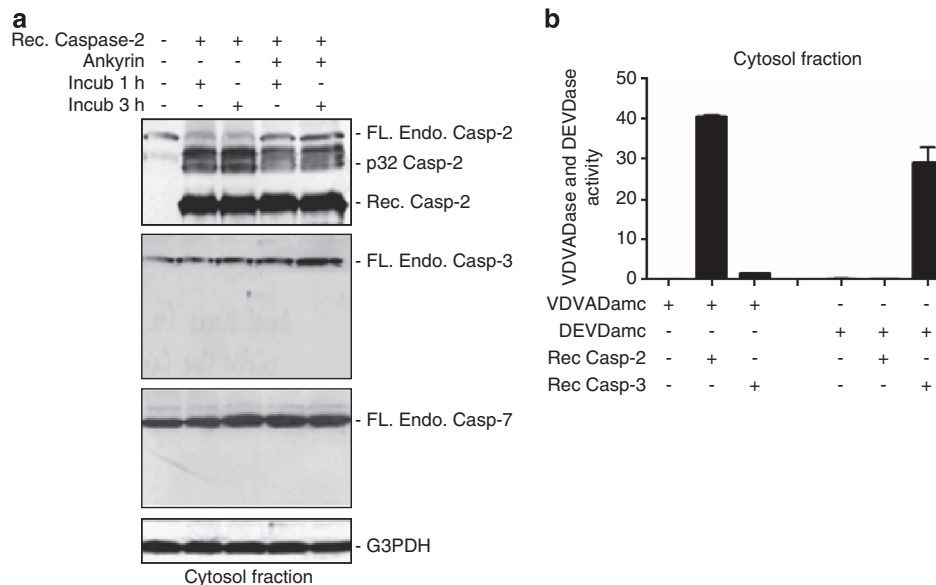 a
Rec. Caspase-2 - + + + +
Ankyrin - - - + +
Incub 1 h - + - + -
Incub 3 h - - + - +
- FL. Endo. Casp-2
- p32 Casp-2
- Rec. Casp-2
- FL. Endo. Casp-3
- FL. Endo. Casp-7
- G3PDH
Cytosol fraction
b
Cytosol fraction
VDVADase and DEVDase
activity
50
40
30
20
10
0
VDVADamc + + + - - -
DEVDamc - - - + + +
Rec Casp-2 - + - - + -
Rec Casp-3 - - + - - +